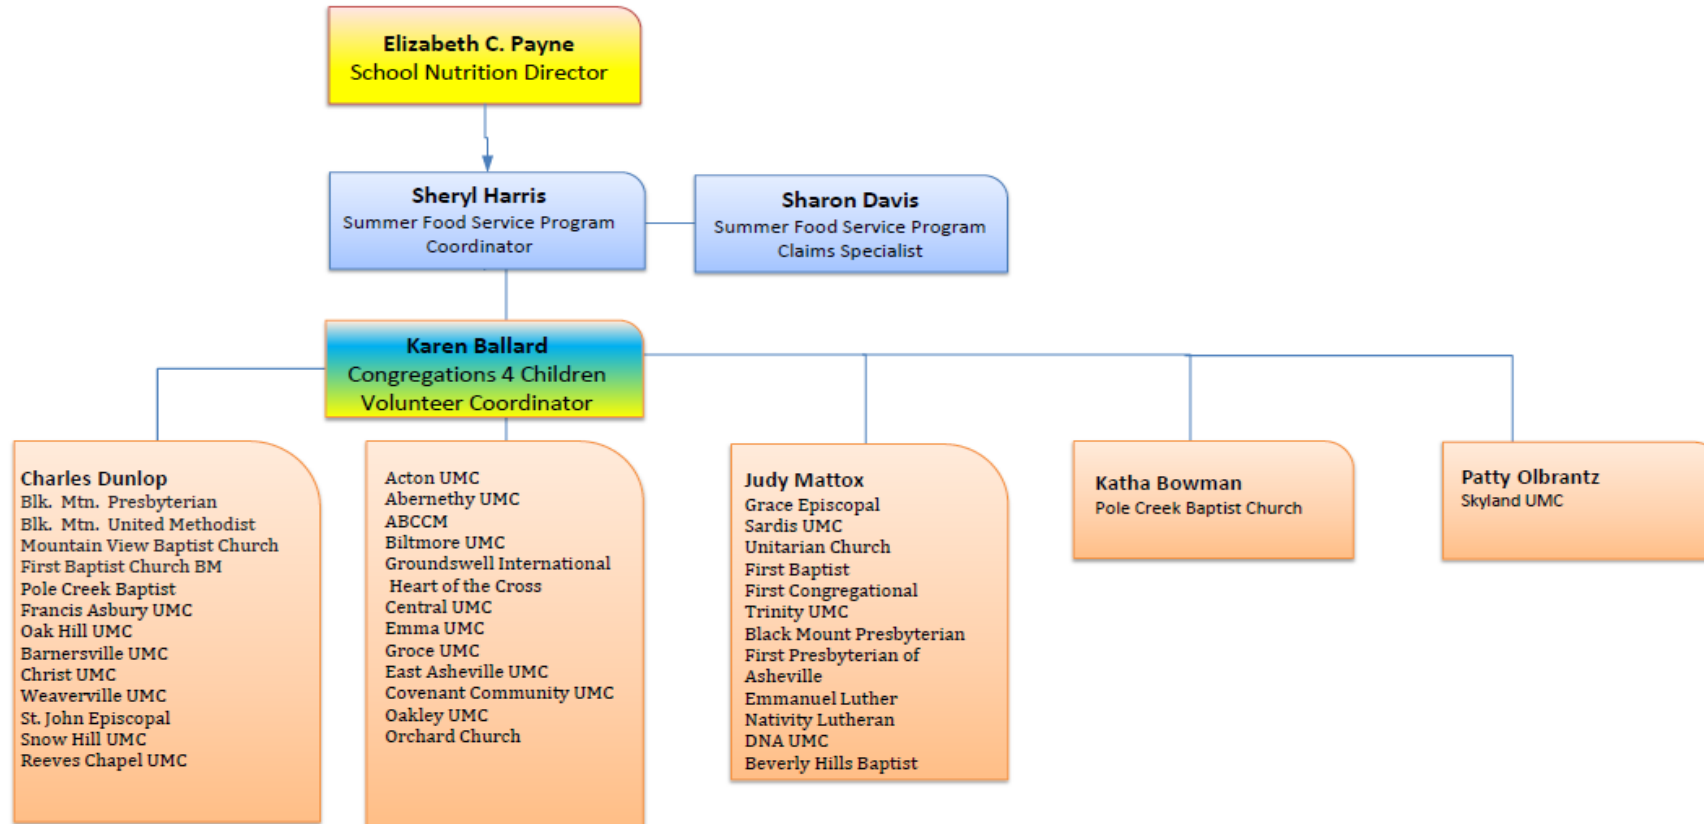 Elizabeth C. Payne
School Nutrition Director
Sheryl Harris
Summer Food Service Program
Coordinator
Sharon Davis
Summer Food Service Program
Claims Specialist
Karen Ballard
Congregations 4 Children
Volunteer Coordinator
Charles Dunlop
Blk. Mtn. Presbyterian
Blk. Mtn. United Methodist
Mountain View Baptist Church
First Baptist Church BM
Pole Creek Baptist
Francis Asbury UMC
Oak Hill UMC
Barnersville UMC
Christ UMC
Weaverville UMC
St. John Episcopal
Snow Hill UMC
Reeves Chapel UMC
Acton UMC
Abernethy UMC
ABCCM
Biltmore UMC
Groundswell International
Heart of the Cross
Central UMC
Emma UMC
Groce UMC
East Asheville UMC
Covenant Community UMC
Oakley UMC
Orchard Church
Judy Mattox
Grace Episcopal
Sardis UMC
Unitarian Church
First Baptist
First Congregational
Trinity UMC
Black Mount Presbyterian
First Presbyterian of
Asheville
Emmanuel Luther
Nativity Lutheran
DNA UMC
Beverly Hills Baptist
Katha Bowman
Pole Creek Baptist Church
Patty Olbrantz
Skyland UMC